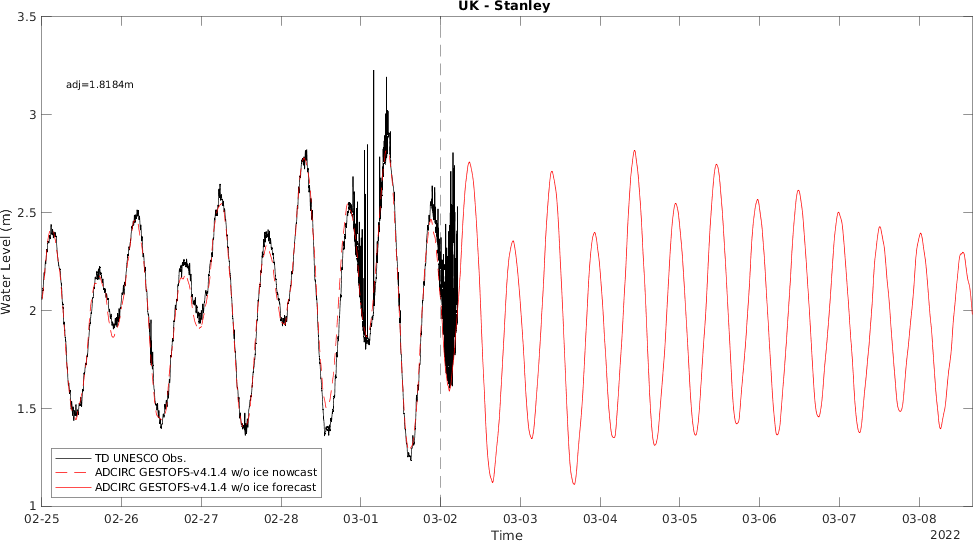 UK - Stanley
3.5
adj=1.8184m
3
2.5
Water Level (m)
2
1.5
TD UNESCO Obs.
ADCIRC GESTOFS-v4.1.4 w/o ice nowcast
ADCIRC GESTOFS-v4.1.4 w/o ice forecast
1
02-25 02-26 02-27 02-28 03-01 03-02 03-03 03-04 03-05 03-06 03-07 03-08
Time
2022